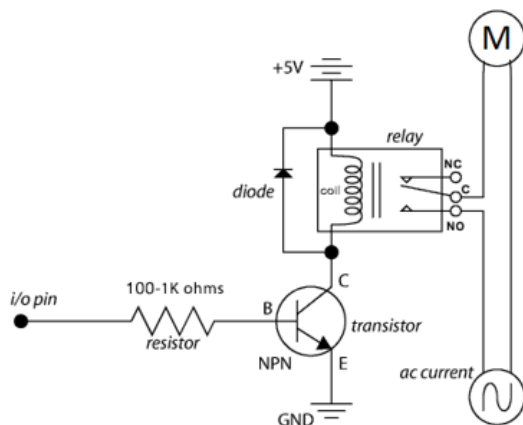 M
+5V
relay
NC
coil
C
diode
NO
C
100-1K ohms
i/o pin
B
transistor
resistor
ac current
NPN
E
GND